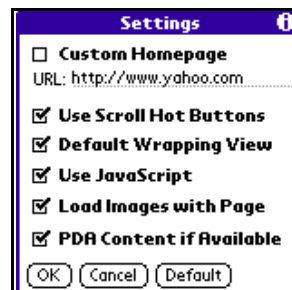 Settings
Custom Homepage
URL: http://www.yahoo.com
Use Scroll Hot Buttons
Default Wrapping View
Use JavaScript
Load Images with Page
PDA Content if Available
OK Cancel Default